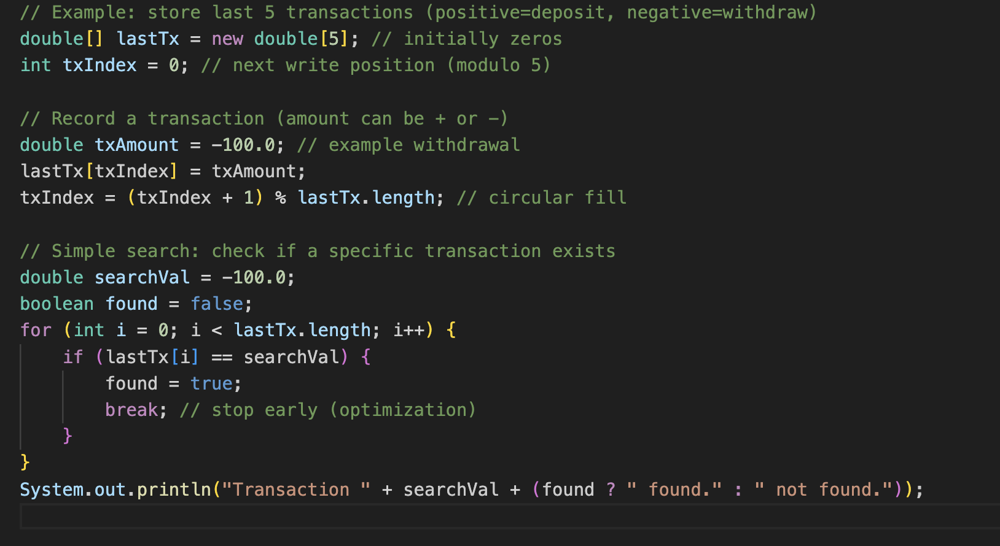 // Example: store last 5 transactions (positive=deposit, negative=withdraw)
double[] lastTx = new double[5]; // initially zeros
int txIndex = 0; // next write position (modulo 5)
// Record a transaction (amount can be + or −)
double txAmount = -100.0; // example withdrawal
lastTx[txIndex] = txAmount;
txIndex = (txIndex + 1) % lastTx.length; // circular fill
// Simple search: check if a specific transaction exists
double searchVal = -100.0;
boolean found = false;
for (int i = 0; i < lastTx.length; i++) {
    if (lastTx[i] == searchVal) {
        found = true;
        break; // stop early (optimization)
    }
}
System.out.println("Transaction " + searchVal + (found ? " found." : " not found."));